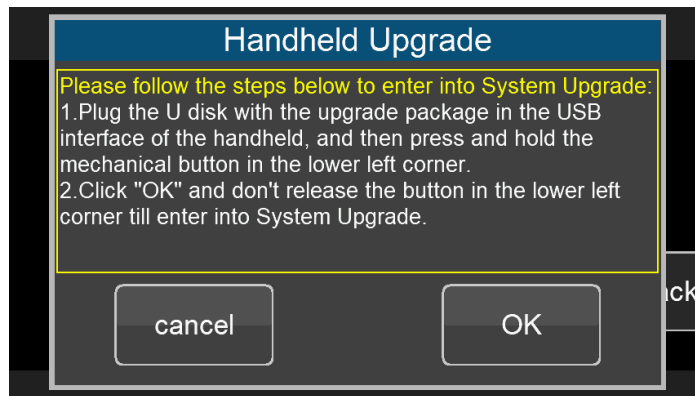 Handheld Upgrade
Please follow the steps below to enter into System Upgrade:
1.Plug the U disk with the upgrade package in the USB
interface of the handheld, and then press and hold the
mechanical button in the lower left corner.
2.Click "OK" and don't release the button in the lower left
corner till enter into System Upgrade.
cancel
OK